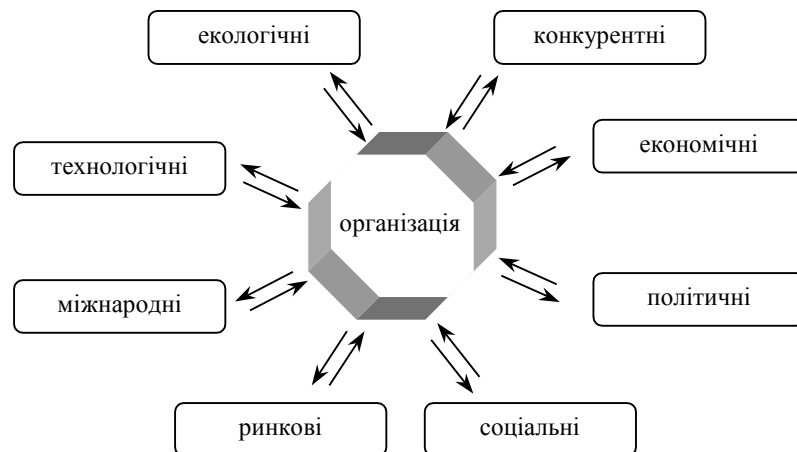 екологічні
конкурентні
технологічні
економічні
організація
міжнародні
політичні
ринкові
соціальні